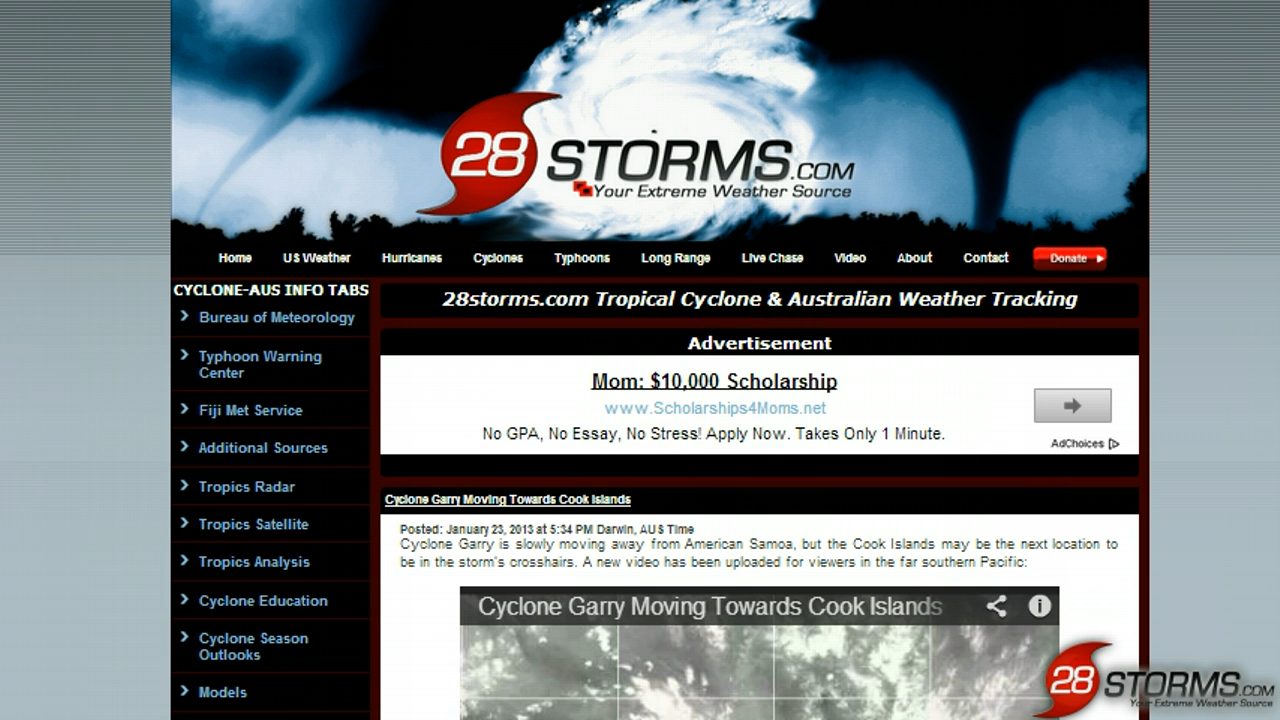 28 STORMS.COM
Your Extreme Weather Source
Home US Weather Hurricanes Cyclones Typhoons Long Range Live Chase Video About Contact Donate
CYCLONE-AUS INFO TABS
Bureau of Meteorology
Typhoon Warning
Center
Fiji Met Service
Additional Sources
Tropics Radar
Tropics Satellite
Tropics Analysis
Cyclone Education
Cyclone Season
Outlooks
Models
28storms.com Tropical Cyclone & Australian Weather Tracking
Advertisement
Mom: $10,000 Scholarship
www.Scholarships4Moms.net
No GPA, No Essay, No Stress! Apply Now. Takes Only 1 Minute.
AdChoices
Cyclone Garry Moving Towards Cook Islands
Posted: January 23, 2013 at 5:34 PM Darwin, AUS Time
Cyclone Garry is slowly moving away from American Samoa, but the Cook Islands may be the next location to
be in the storm's crosshairs. A new video has been uploaded for viewers in the far southern Pacific:
Cyclone Garry Moving Towards Cook Islands
28 STORMS.COM
Your Extreme Weather Source